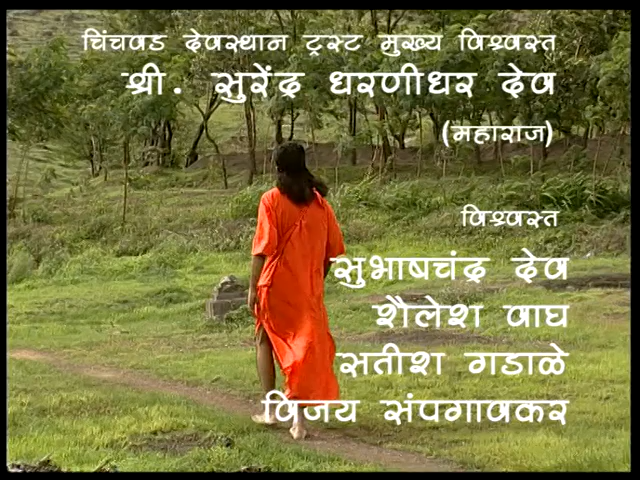 चिंचवड देवस्थान ट्रस्ट मुख्य विश्र्वस्त
श्री. सुरेंद्र धरणीधर देव
(महाराज)
विश्र्वस्त
सुभाषचंद्र देव
शैलेश वाघ
सतीश गडाळे
विजय संपगावकर